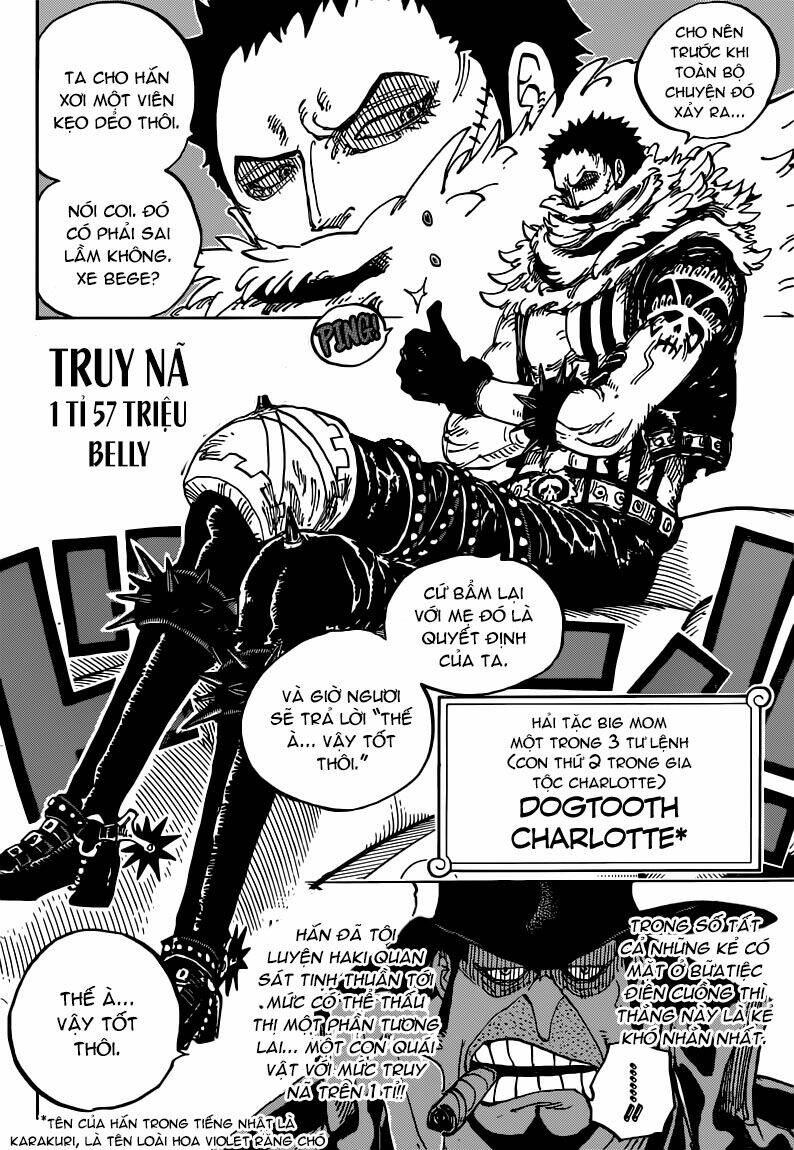 CHO NÊN
TRƯỚC KHI
TOÀN BỘ
CHUYỆN ĐÓ
XẢY RA...
TA CHO HẮN
XƠI MỘT VIÊN
KẸO DẺO THÔI.
NÓI COI. ĐÓ
CÓ PHẢI SAI
LẦM KHÔNG.
XE BEGE?
PING!
TRUY NÃ
1 TỈ 57 TRIỆU
BELLY
CỨ BẨM LẠI
VỚI MẸ ĐÓ LÀ
QUYẾT ĐỊNH
CỦA TA.
VÀ GIỜ NGƯƠI
SẼ TRẢ LỜI "THẾ
À... VẬY TỐT
THÔI."
HẢI TẶC BIG MOM
MỘT TRONG 3 TƯ LỆNH
(CON THỨ 2 TRONG GIA
TỘC CHARLOTTE)
DOGTOOTH
CHARLOTTE*
TRONG SỐ TẤT
CẢ NHỮNG KẺ CÓ
MẶT Ở BỮA TIỆC
ĐIÊN CUỒNG THÌ
THẰNG NÀY LÀ KẺ
KHÓ NHẰN NHẤT.
HẮN ĐÃ TÔI
LUYỆN HAKI QUAN
SÁT TINH THUẦN TỚI
MỨC CÓ THỂ THẤU
THỊ MỘT PHẦN TƯƠNG
LAI... MỘT CON QUÁI
VẬT VỚI MỨC TRUY
NÃ TRÊN 1 TỈ!!
........!!
THẾ À...
VẬY TỐT
THÔI.
*TÊN CỦA HẮN TRONG TIẾNG NHẬT LÀ
KARAKURI, LÀ TÊN LOÀI HOA VIOLET RĂNG CHÓ